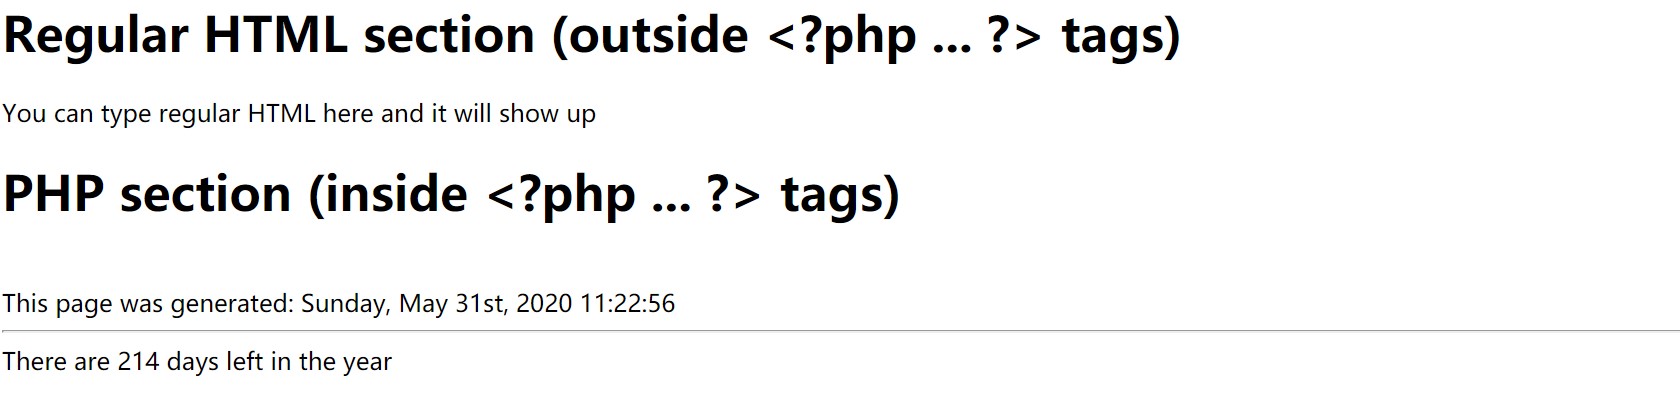 Regular HTML section (outside <?php ... ?> tags)
You can type regular HTML here and it will show up
PHP section (inside <?php ... ?> tags)
This page was generated: Sunday, May 31st, 2020 11:22:56
There are 214 days left in the year